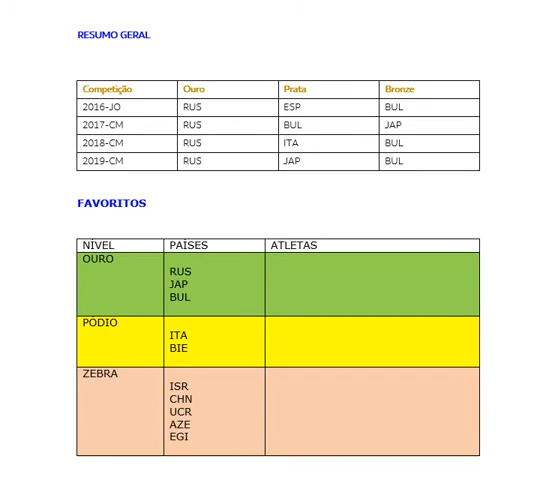 RESUMO GERAL
Competição Ouro Prata Bronze
2016-JO RUS ESP BUL
2017-CM RUS BUL JAP
2018-CM RUS ITA BUL
2019-CM RUS JAP BUL
FAVORITOS
NÍVEL PAÍSES ATLETAS
OURO
RUS
JAP
BUL
PÓDIO
ITA
BIE
ZEBRA
ISR
CHN
UCR
AZE
EGI